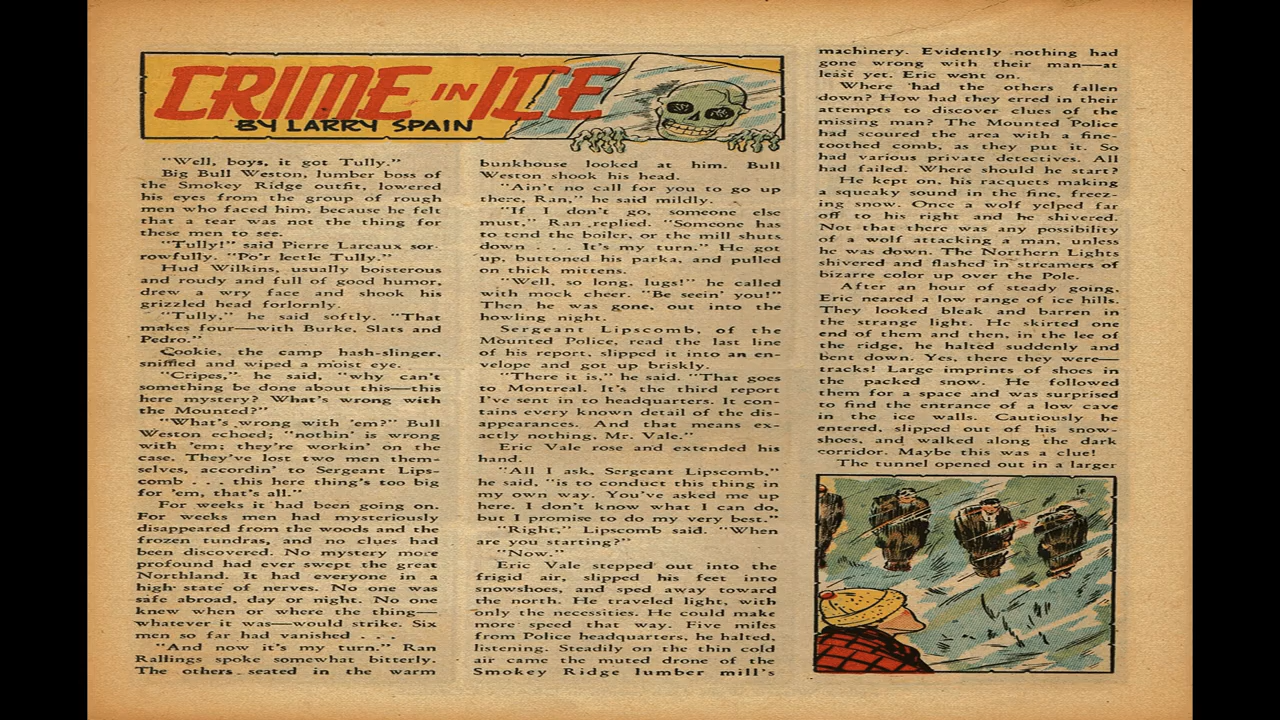 CRIME IN ICE
BY LARRY SPAIN
"Well, boys, it got Tully."
Big Bull Weston, lumber boss of
the Smokey Ridge outfit, lowered
his eyes from the group of rough
men who faced him, because he felt
that a tear was not the thing for
these men to see.
"Tully!" said Pierre Lareaux sor-
rowfully. "Po'r leetle Tully."
Hud Wilkins, usually boisterous
and roudy and full of good humor,
drew a wry face and shook his
grizzled head forlornly.
"Tully," he said softly. "That
makes four—with Burke, Slats and
Pedro."
Cookie, the camp hash-slinger,
sniffled and wiped a moist eye.
"Cripes," he said, "why can't
something be done about this—this
here mystery? What's wrong with
the Mounted?"
"What's wrong with 'em?" Bull
Weston echoed; "nothin' is wrong
with 'em; they're workin' on the
case. They've lost two men them-
selves, accordin' to Sergeant Lips-
comb . . . this here thing's too big
for 'em, that's all."
For weeks it had been going on.
For weeks men had mysteriously
disappeared from the woods and the
frozen tundras, and no clues had
been discovered. No mystery more
profound had ever swept the great
Northland. It had everyone in a
high state of nerves. No one was
safe abroad, day or night. No one
knew when or where the thing—
whatever it was—would strike. Six
men so far had vanished . . .
"And now it's my turn." Ran
Rallings spoke somewhat bitterly.
The others seated in the warm
bunkhouse looked at him. Bull
Weston shook his head.
"Ain't no call for you to go up
there, Ran," he said mildly.
"If I don't go, someone else
must," Ran replied. "Someone has
to tend the boiler, or the mill shuts
down . . . It's my turn." He got
up, buttoned his parka, and pulled
on thick mittens.
"Well, so long, lugs!" he called
with mock cheer. "Be seein' you!"
Then he was gone, out into the
howling night.
Sergeant Lipscomb, of the
Mounted Police, read the last line
of his report, slipped it into an en-
velope and got up briskly.
"There it is," he said. "That goes
to Montreal. It's the third report
I've sent in to headquarters. It con-
tains every known detail of the dis-
appearances. And that means ex-
actly nothing, Mr. Vale."
Eric Vale rose and extended his
hand.
"All I ask, Sergeant Lipscomb,"
he said, "is to conduct this thing in
my own way. You've asked me up
here. I don't know what I can do,
but I promise to do my very best."
"Right," Lipscomb said. "When
are you starting?"
"Now."
Eric Vale stepped out into the
frigid air, slipped his feet into
snowshoes, and sped away toward
the north. He traveled light, with
only the necessities. He could make
more speed that way. Five miles
from Police headquarters, he halted,
listening. Steadily on the thin cold
air came the muted drone of the
Smokey Ridge lumber mill's
machinery. Evidently nothing had
gone wrong with their man—at
least yet. Eric went on.
Where had the others fallen
down? How had they erred in their
attempts to discover clues of the
missing man? The Mounted Police
had scoured the area with a fine-
toothed comb, as they put it. So
had various private detectives. All
had failed. Where should he start?
He kept on, his racquets making
a squeaky sound in the fine, freez-
ing snow. Once a wolf yelped far
off to his right and he shivered.
Not that there was any possibility
of a wolf attacking a man, unless
he was down. The Northern Lights
shivered and flashed in streamers of
bizarre color up over the Pole.
After an hour of steady going,
Eric neared a low range of ice hills.
They looked bleak and barren in
the strange light. He skirted one
end of them and then, in the lee of
the ridge, he halted suddenly and
bent down. Yes, there they were—
tracks! Large imprints of shoes in
the packed snow. He followed
them for a space and was surprised
to find the entrance of a low cave
in the ice walls. Cautiously he
entered, slipped out of his snow-
shoes, and walked along the dark
corridor. Maybe this was a clue!
The tunnel opened out in a larger